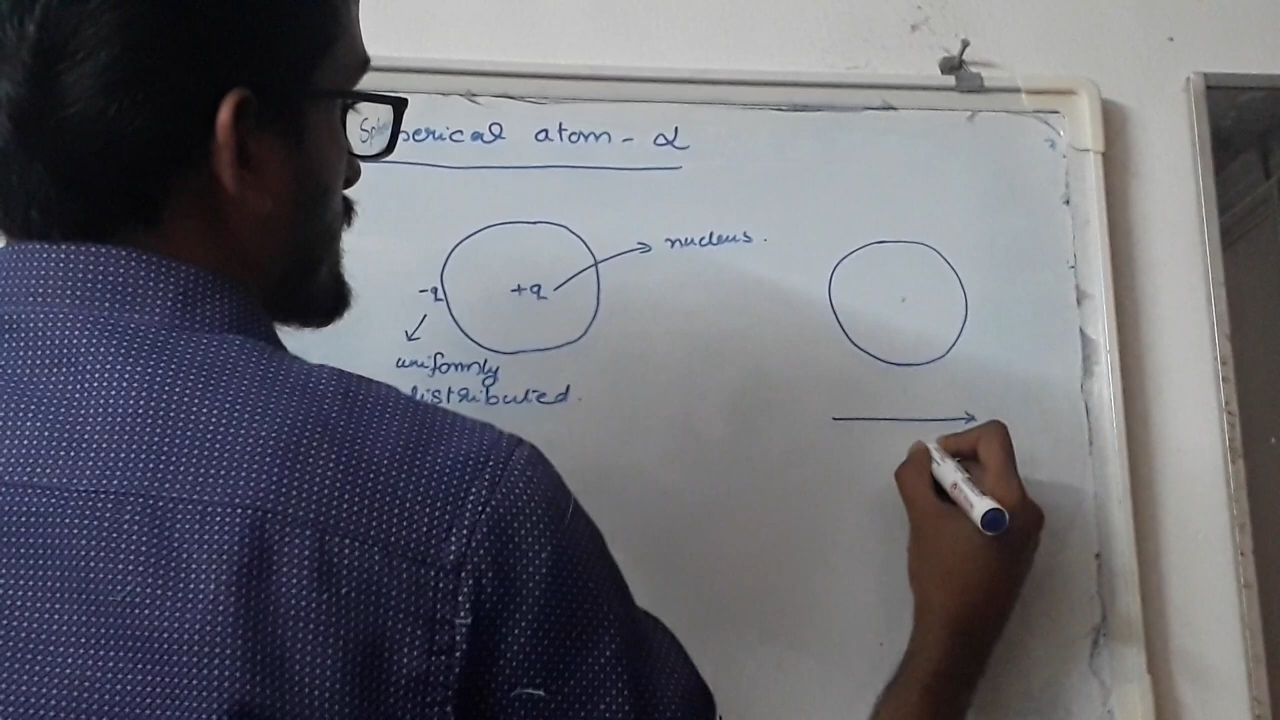 Spherical atom - α
nucleus.
-q
+q
uniformly
distributed.